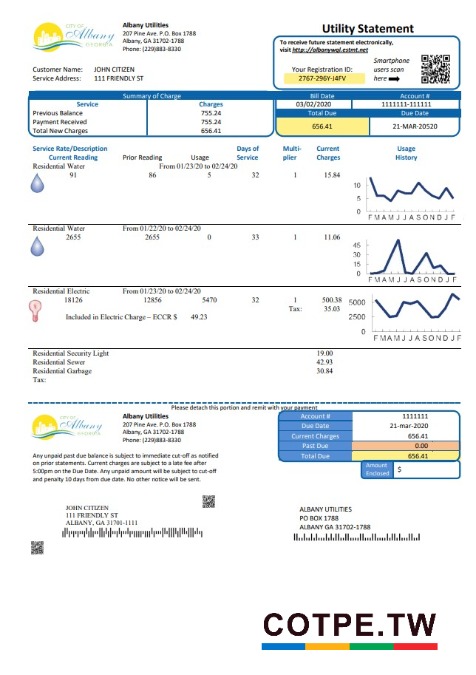 CITY OF
Albany
GEORGIA
Albany Utilities
207 Pine Ave. P.O. Box 1788
Albany, GA 31702-1788
Phone: (229)883-8330
Utility Statement
To receive future statement electronically,
visit http://albanywgl.cstmt.net
Your Registration ID:
2767-296Y-J4FV
Smartphone
users scan
here
Customer Name: JOHN CITIZEN
Service Address: 111 FRIENDLY ST
Summary of Charge
Service Charges
Previous Balance 755.24
Payment Received 755.24
Total New Charges 656.41
Bill Date Account #
03/02/2020 1111111-111111
Total Due Due Date
656.41 21-MAR-20520
Service Rate/Description Days of Multi- Current Usage
Current Reading Prior Reading Usage Service plier Charges History
Residential Water From 01/23/20 to 02/24/20
91 86 5 32 1 15.84
10
5
0
F M A M J J A S O N D J F
Residential Water From 01/22/20 to 02/24/20
2655 2655 0 33 1 11.06
45
30
15
0
F M A M J J A S O N D J F
Residential Electric From 01/23/20 to 02/24/20
18126 12856 5470 32 1 500.38
Tax: 35.03
Included in Electric Charge – ECCR $ 49.23
5000
2500
0
F M A M J J A S O N D J F
Residential Security Light 19.00
Residential Sewer 42.93
Residential Garbage 30.84
Tax:
Please detach this portion and remit with your payment
CITY OF
Albany
GEORGIA
Albany Utilities
207 Pine Ave. P.O. Box 1788
Albany, GA 31702-1788
Phone: (229)883-8330
Account # 1111111
Due Date 21-mar-2020
Current Charges 656.41
Past Due 0.00
Total Due 656.41
Amount
Enclosed $
Any unpaid past due balance is subject to immediate cut-off as notified
on prior statements. Current charges are subject to a late fee after
5:00pm on the Due Date. Any unpaid amount will be subject to cut-off
and penalty 10 days from due date. No other notice will be sent.
JOHN CITIZEN
111 FRIENDLY ST
ALBANY, GA 31701-1111
ALBANY UTILITIES
PO BOX 1788
ALBANY GA 31702-1788
COTPE.TW